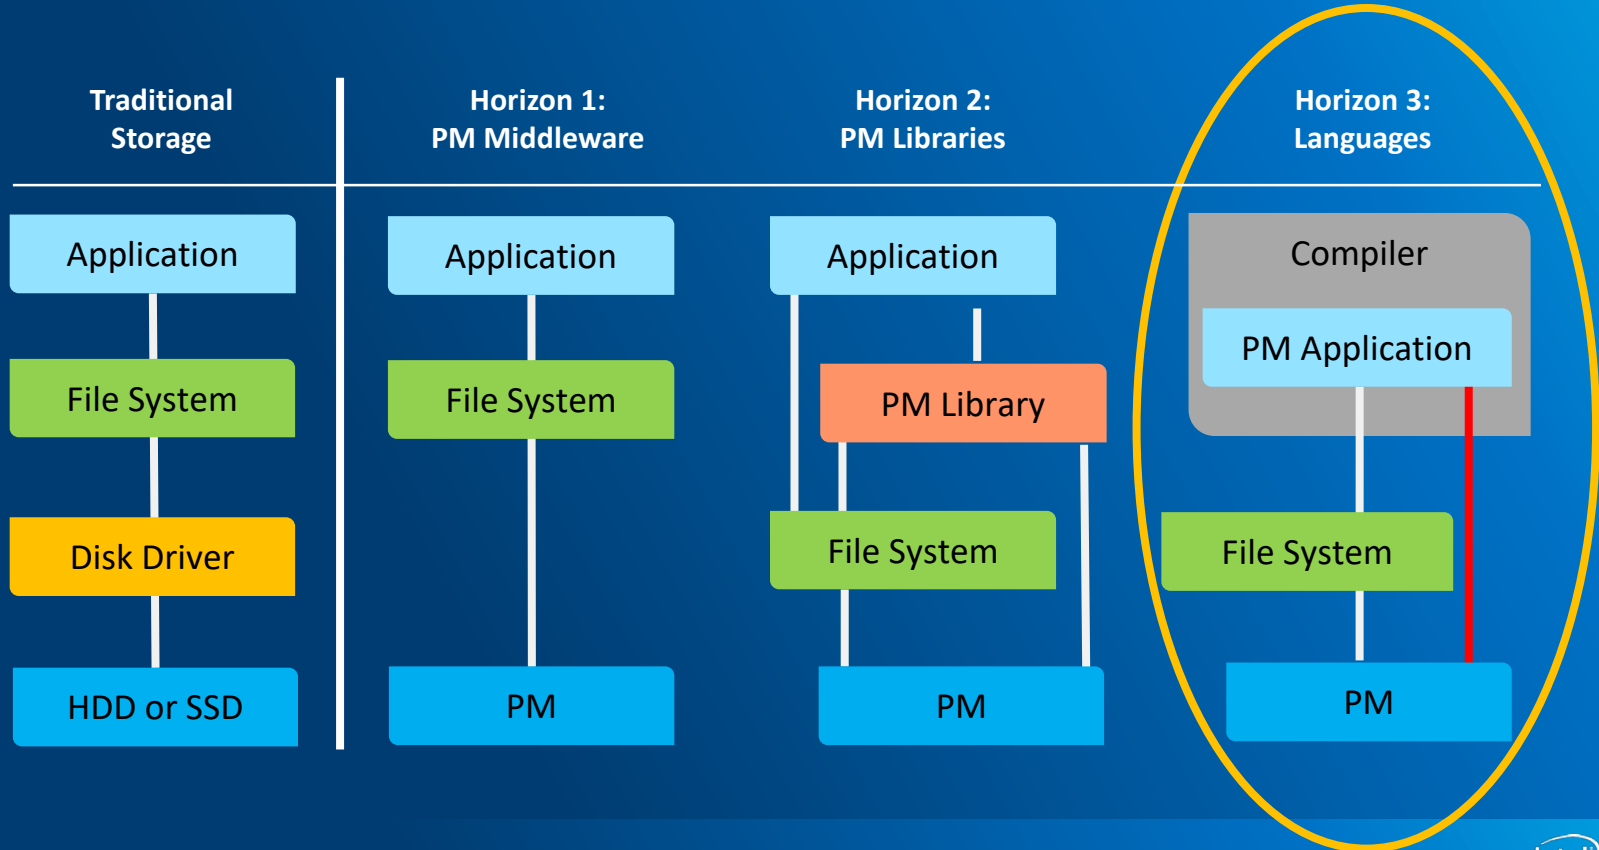 Traditional
Storage
Horizon 1:
PM Middleware
Horizon 2:
PM Libraries
Horizon 3:
Languages
Application
File System
Disk Driver
HDD or SSD
Application
File System
PM
Application
PM Library
File System
PM
Compiler
PM Application
File System
PM